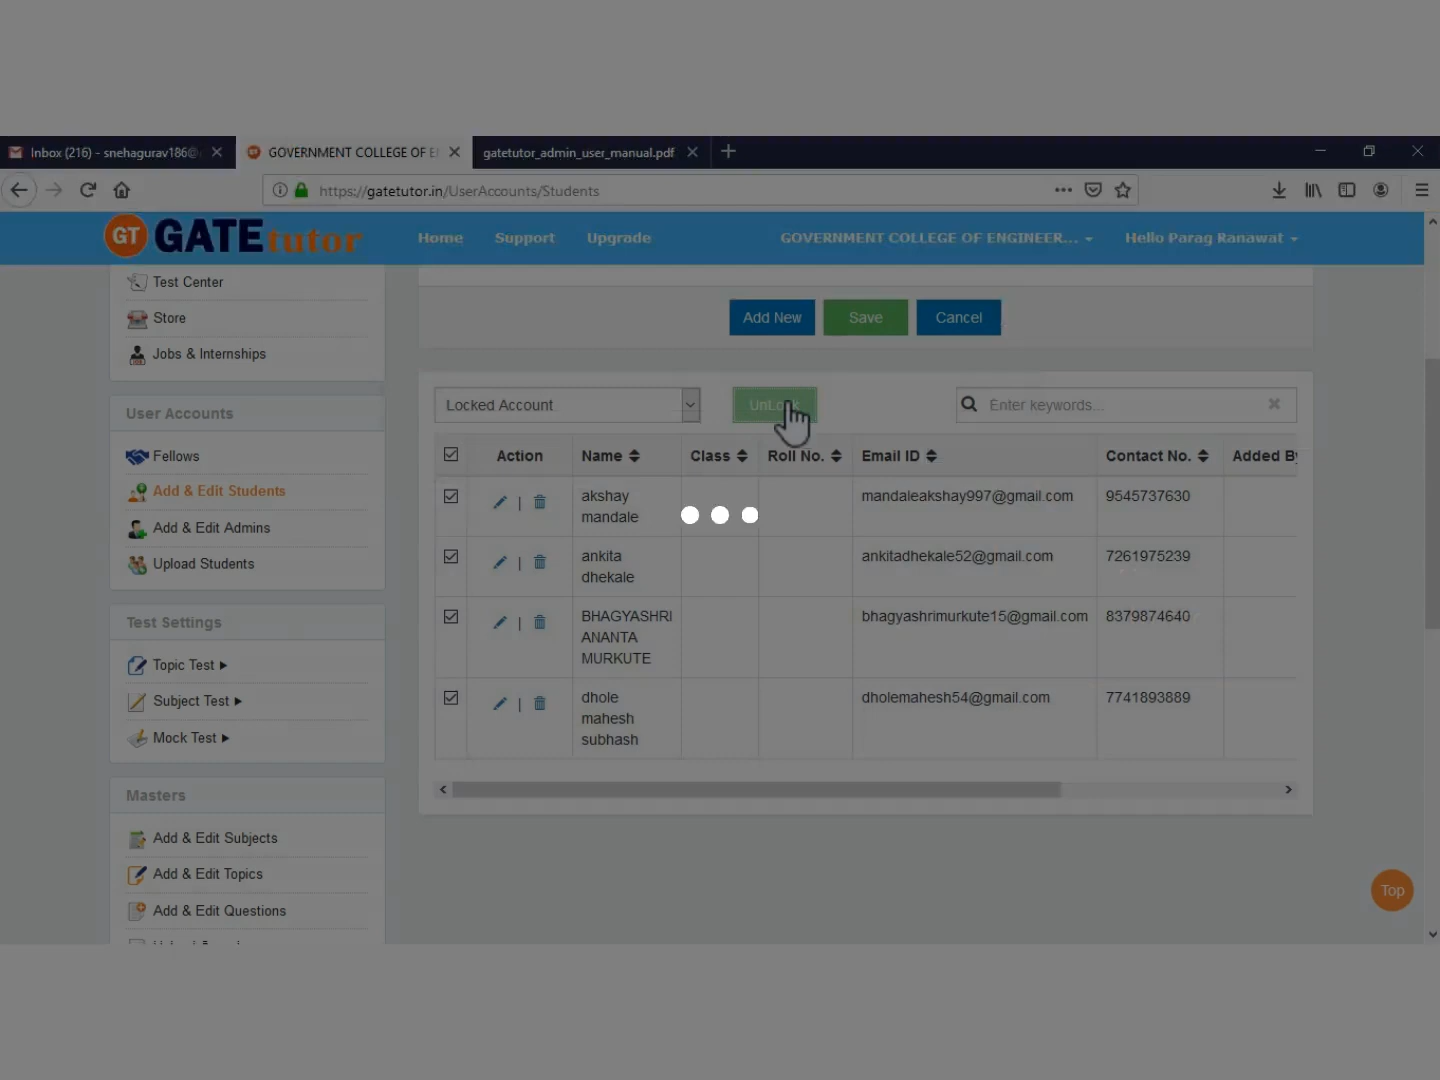 Inbox (216) - snehagurav186@
GOVERNMENT COLLEGE OF E
gatetutor_admin_user_manual.pdf
https://gatetutor.in/UserAccounts/Students
GT GATE tutor
Home
Support
Upgrade
GOVERNMENT COLLEGE OF ENGINEER...
Hello Parag Ranawat
Test Center
Store
Jobs & Internships
User Accounts
Fellows
Add & Edit Students
Add & Edit Admins
Upload Students
Test Settings
Topic Test
Subject Test
Mock Test
Masters
Add & Edit Subjects
Add & Edit Topics
Add & Edit Questions
Add New
Save
Cancel
Locked Account
UnLock
Enter keywords...
Action Name Class Roll No. Email ID Contact No. Added By
akshay mandaleakshay997@gmail.com 9545737630
mandale
ankita ankitadhekale52@gmail.com 7261975239
dhekale
BHAGYASHRI bhagyashrimurkute15@gmail.com 8379874640
ANANTA
MURKUTE
dhole dholemahesh54@gmail.com 7741893889
mahesh
subhash
Top